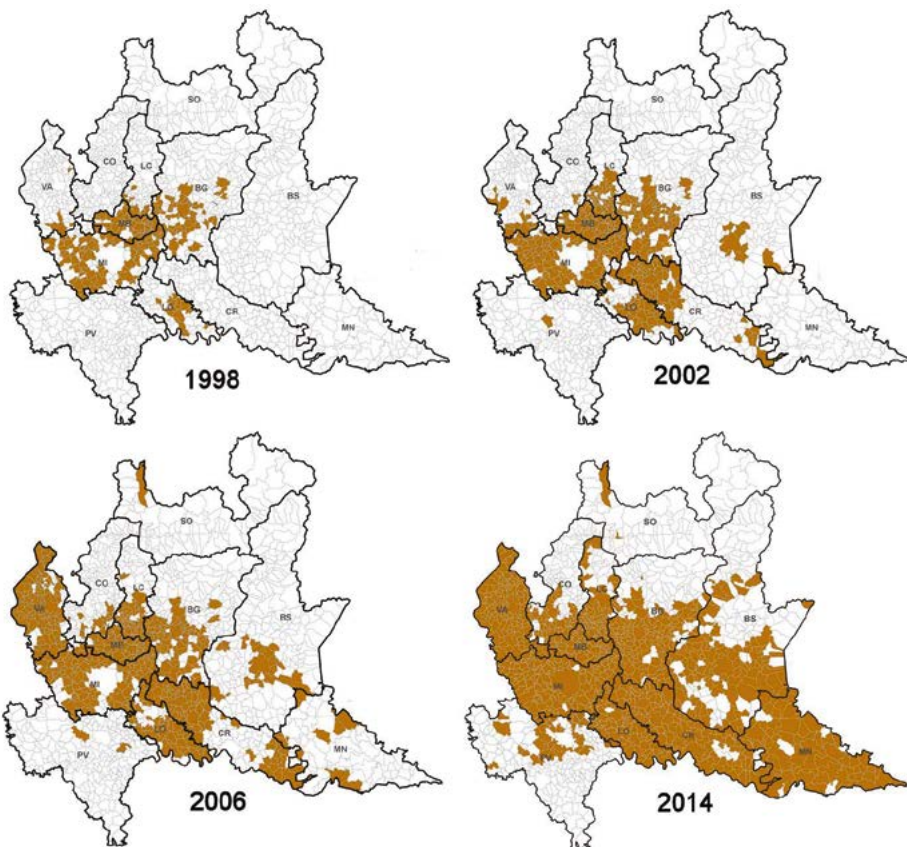 SO
CO
LC
VA
BG
BS
MB
MI
LO
CR
PV
MN
1998
SO
CO
LC
VA
BG
BS
MB
MI
LO
CR
PV
MN
2002
SO
CO
LC
VA
BG
BS
MB
MI
LO
CR
PV
MN
2006
SO
CO
VA
BG
BS
MB
MI
LO
CR
PV
MN
2014